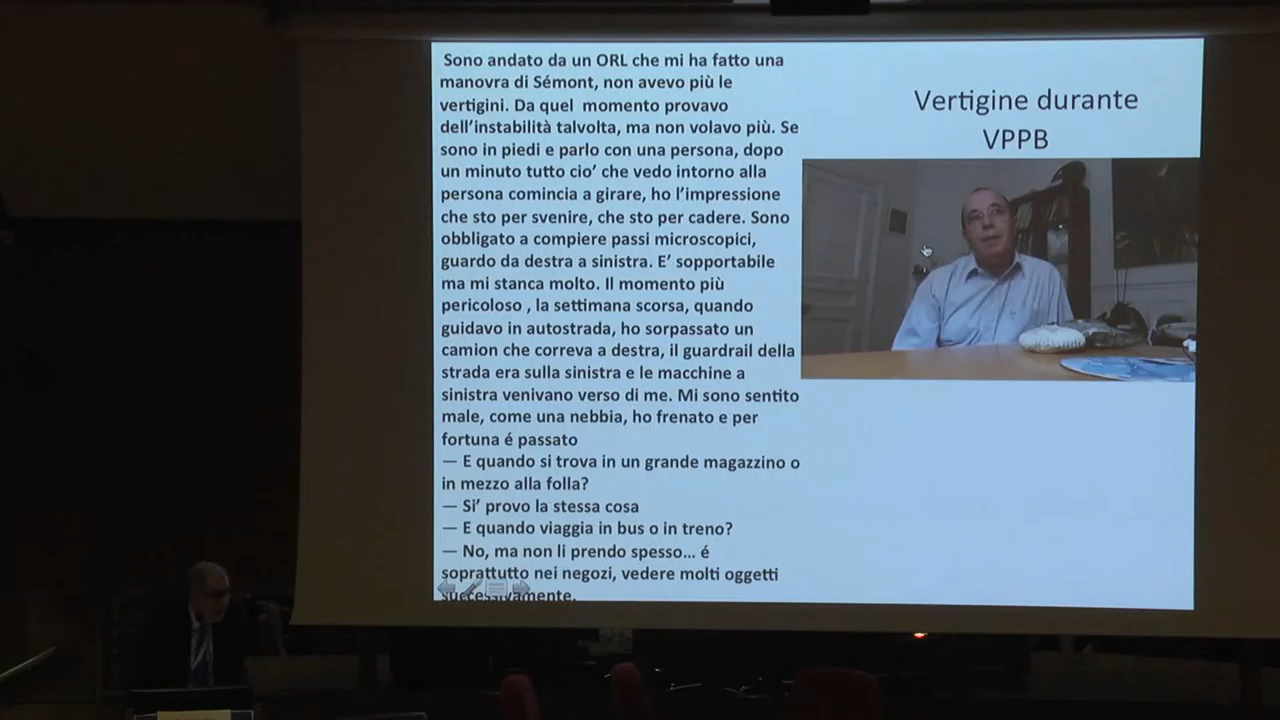 Sono andato da un ORL che mi ha fatto una
manovra di Sémont, non avevo più le
vertigini. Da quel momento provavo
dell'instabilità talvolta, ma non volavo più. Se
sono in piedi e parlo con una persona, dopo
un minuto tutto cio' che vedo intorno alla
persona comincia a girare, ho l'impressione
che sto per svenire, che sto per cadere. Sono
obbligato a compiere passi microscopici,
guardo da destra a sinistra. E' sopportabile
ma mi stanca molto. Il momento più
pericoloso , la settimana scorsa, quando
guidavo in autostrada, ho sorpassato un
camion che correva a destra, il guardrail della
strada era sulla sinistra e le macchine a
sinistra venivano verso di me. Mi sono sentito
male, come una nebbia, ho frenato e per
fortuna é passato
— E quando si trova in un grande magazzino o
in mezzo alla folla?
— Si' provo la stessa cosa
— E quando viaggia in bus o in treno?
— No, ma non li prendo spesso... é
soprattutto nei negozi, vedere molti oggetti
successivamente.
Vertigine durante
VPPB